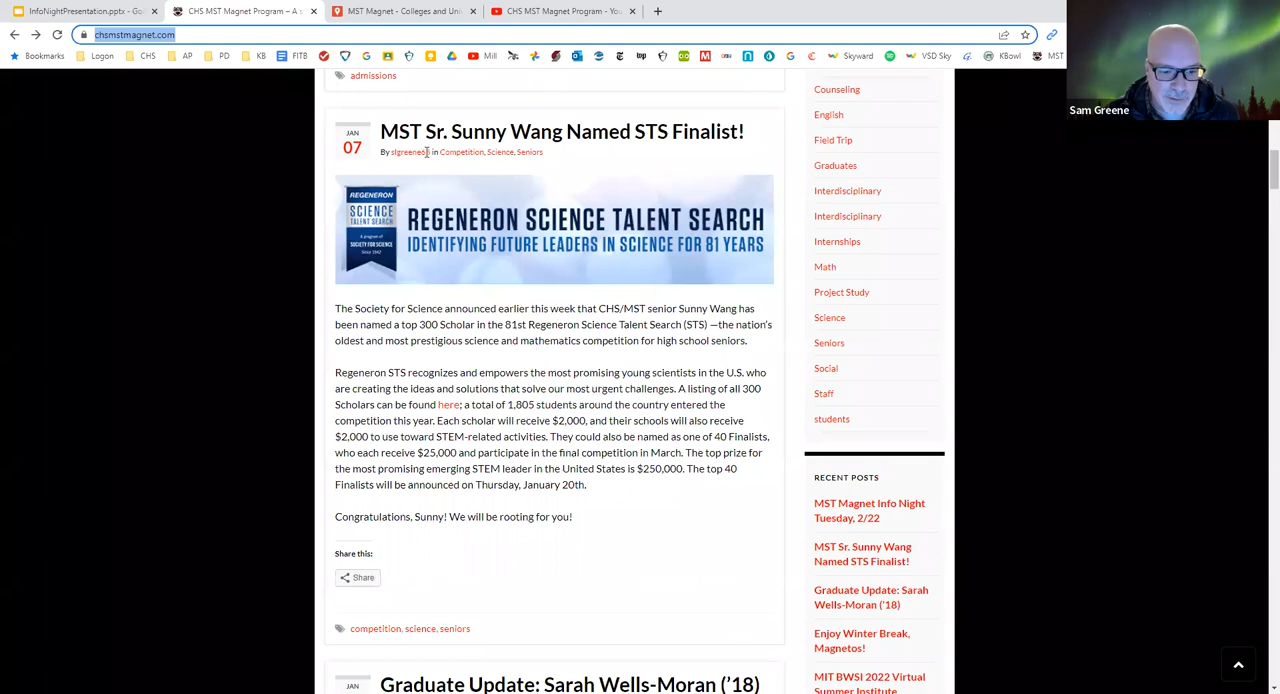 InfoNightPresentation.pptx - Go
CHS MST Magnet Program – A s
MST Magnet - Colleges and Uni
CHS MST Magnet Program - You
chsmstmagnet.com
Bookmarks
Logon
CHS
AP
PD
KB
FITB
Mill
Skyward
VSD Sky
KBowl
MST
Sam Greene
admissions
JAN
07
MST Sr. Sunny Wang Named STS Finalist!
in Competition, Science, Seniors
REGENERON
SCIENCE
TALENT SEARCH
A program of
SOCIETY FOR SCIENCE
Since 1942
REGENERON SCIENCE TALENT SEARCH
IDENTIFYING FUTURE LEADERS IN SCIENCE FOR 81 YEARS
The Society for Science announced earlier this week that CHS/MST senior Sunny Wang has
been named a top 300 Scholar in the 81st Regeneron Science Talent Search (STS) —the nation's
oldest and most prestigious science and mathematics competition for high school seniors.
Regeneron STS recognizes and empowers the most promising young scientists in the U.S. who
are creating the ideas and solutions that solve our most urgent challenges. A listing of all 300
Scholars can be found here; a total of 1,805 students around the country entered the
competition this year. Each scholar will receive $2,000, and their schools will also receive
$2,000 to use toward STEM-related activities. They could also be named as one of 40 Finalists,
who each receive $25,000 and participate in the final competition in March. The top prize for
the most promising emerging STEM leader in the United States is $250,000. The top 40
Finalists will be announced on Thursday, January 20th.
Congratulations, Sunny! We will be rooting for you!
Share this:
Share
competition, science, seniors
JAN
Graduate Update: Sarah Wells-Moran ('18)
Counseling
English
Field Trip
Graduates
Interdisciplinary
Interdisciplinary
Internships
Math
Project Study
Science
Seniors
Social
Staff
students
RECENT POSTS
MST Magnet Info Night
Tuesday, 2/22
MST Sr. Sunny Wang
Named STS Finalist!
Graduate Update: Sarah
Wells-Moran ('18)
Enjoy Winter Break,
Magnetos!
MIT BWSI 2022 Virtual
Summer Institute